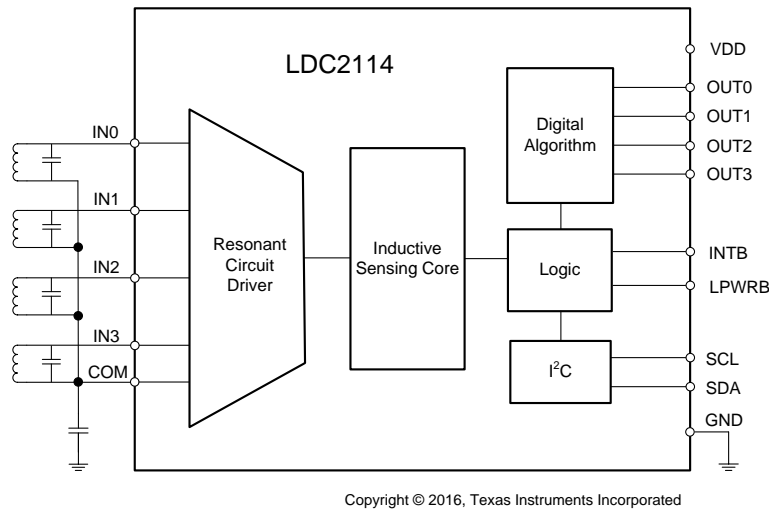 LDC2114
VDD
OUT0
OUT1
OUT2
OUT3
Digital
Algorithm
IN0
IN1
IN2
IN3
COM
Resonant
Circuit
Driver
Inductive
Sensing Core
Logic
INTB
LPWRB
I²C
SCL
SDA
GND
Copyright © 2016, Texas Instruments Incorporated